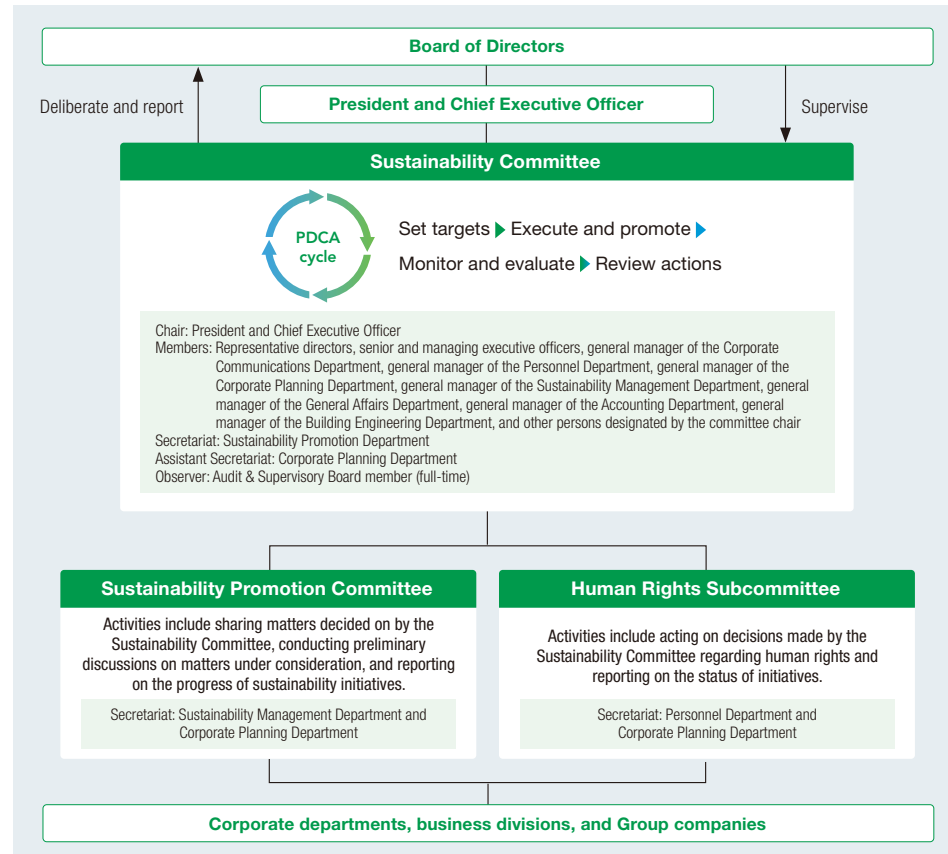 Board of Directors
Deliberate and report
President and Chief Executive Officer
Supervise
Sustainability Committee
PDCA
cycle
Set targets Execute and promote
Monitor and evaluate Review actions
Chair: President and Chief Executive Officer
Members: Representative directors, senior and managing executive officers, general manager of the Corporate
Communications Department, general manager of the Personnel Department, general manager of the
Corporate Planning Department, general manager of the Sustainability Management Department, general
manager of the General Affairs Department, general manager of the Accounting Department, general
manager of the Building Engineering Department, and other persons designated by the committee chair
Secretariat: Sustainability Promotion Department
Assistant Secretariat: Corporate Planning Department
Observer: Audit & Supervisory Board member (full-time)
Sustainability Promotion Committee
Activities include sharing matters decided on by the
Sustainability Committee, conducting preliminary
discussions on matters under consideration, and reporting
on the progress of sustainability initiatives.
Secretariat: Sustainability Management Department and
Corporate Planning Department
Human Rights Subcommittee
Activities include acting on decisions made by the
Sustainability Committee regarding human rights and
reporting on the status of initiatives.
Secretariat: Personnel Department and
Corporate Planning Department
Corporate departments, business divisions, and Group companies